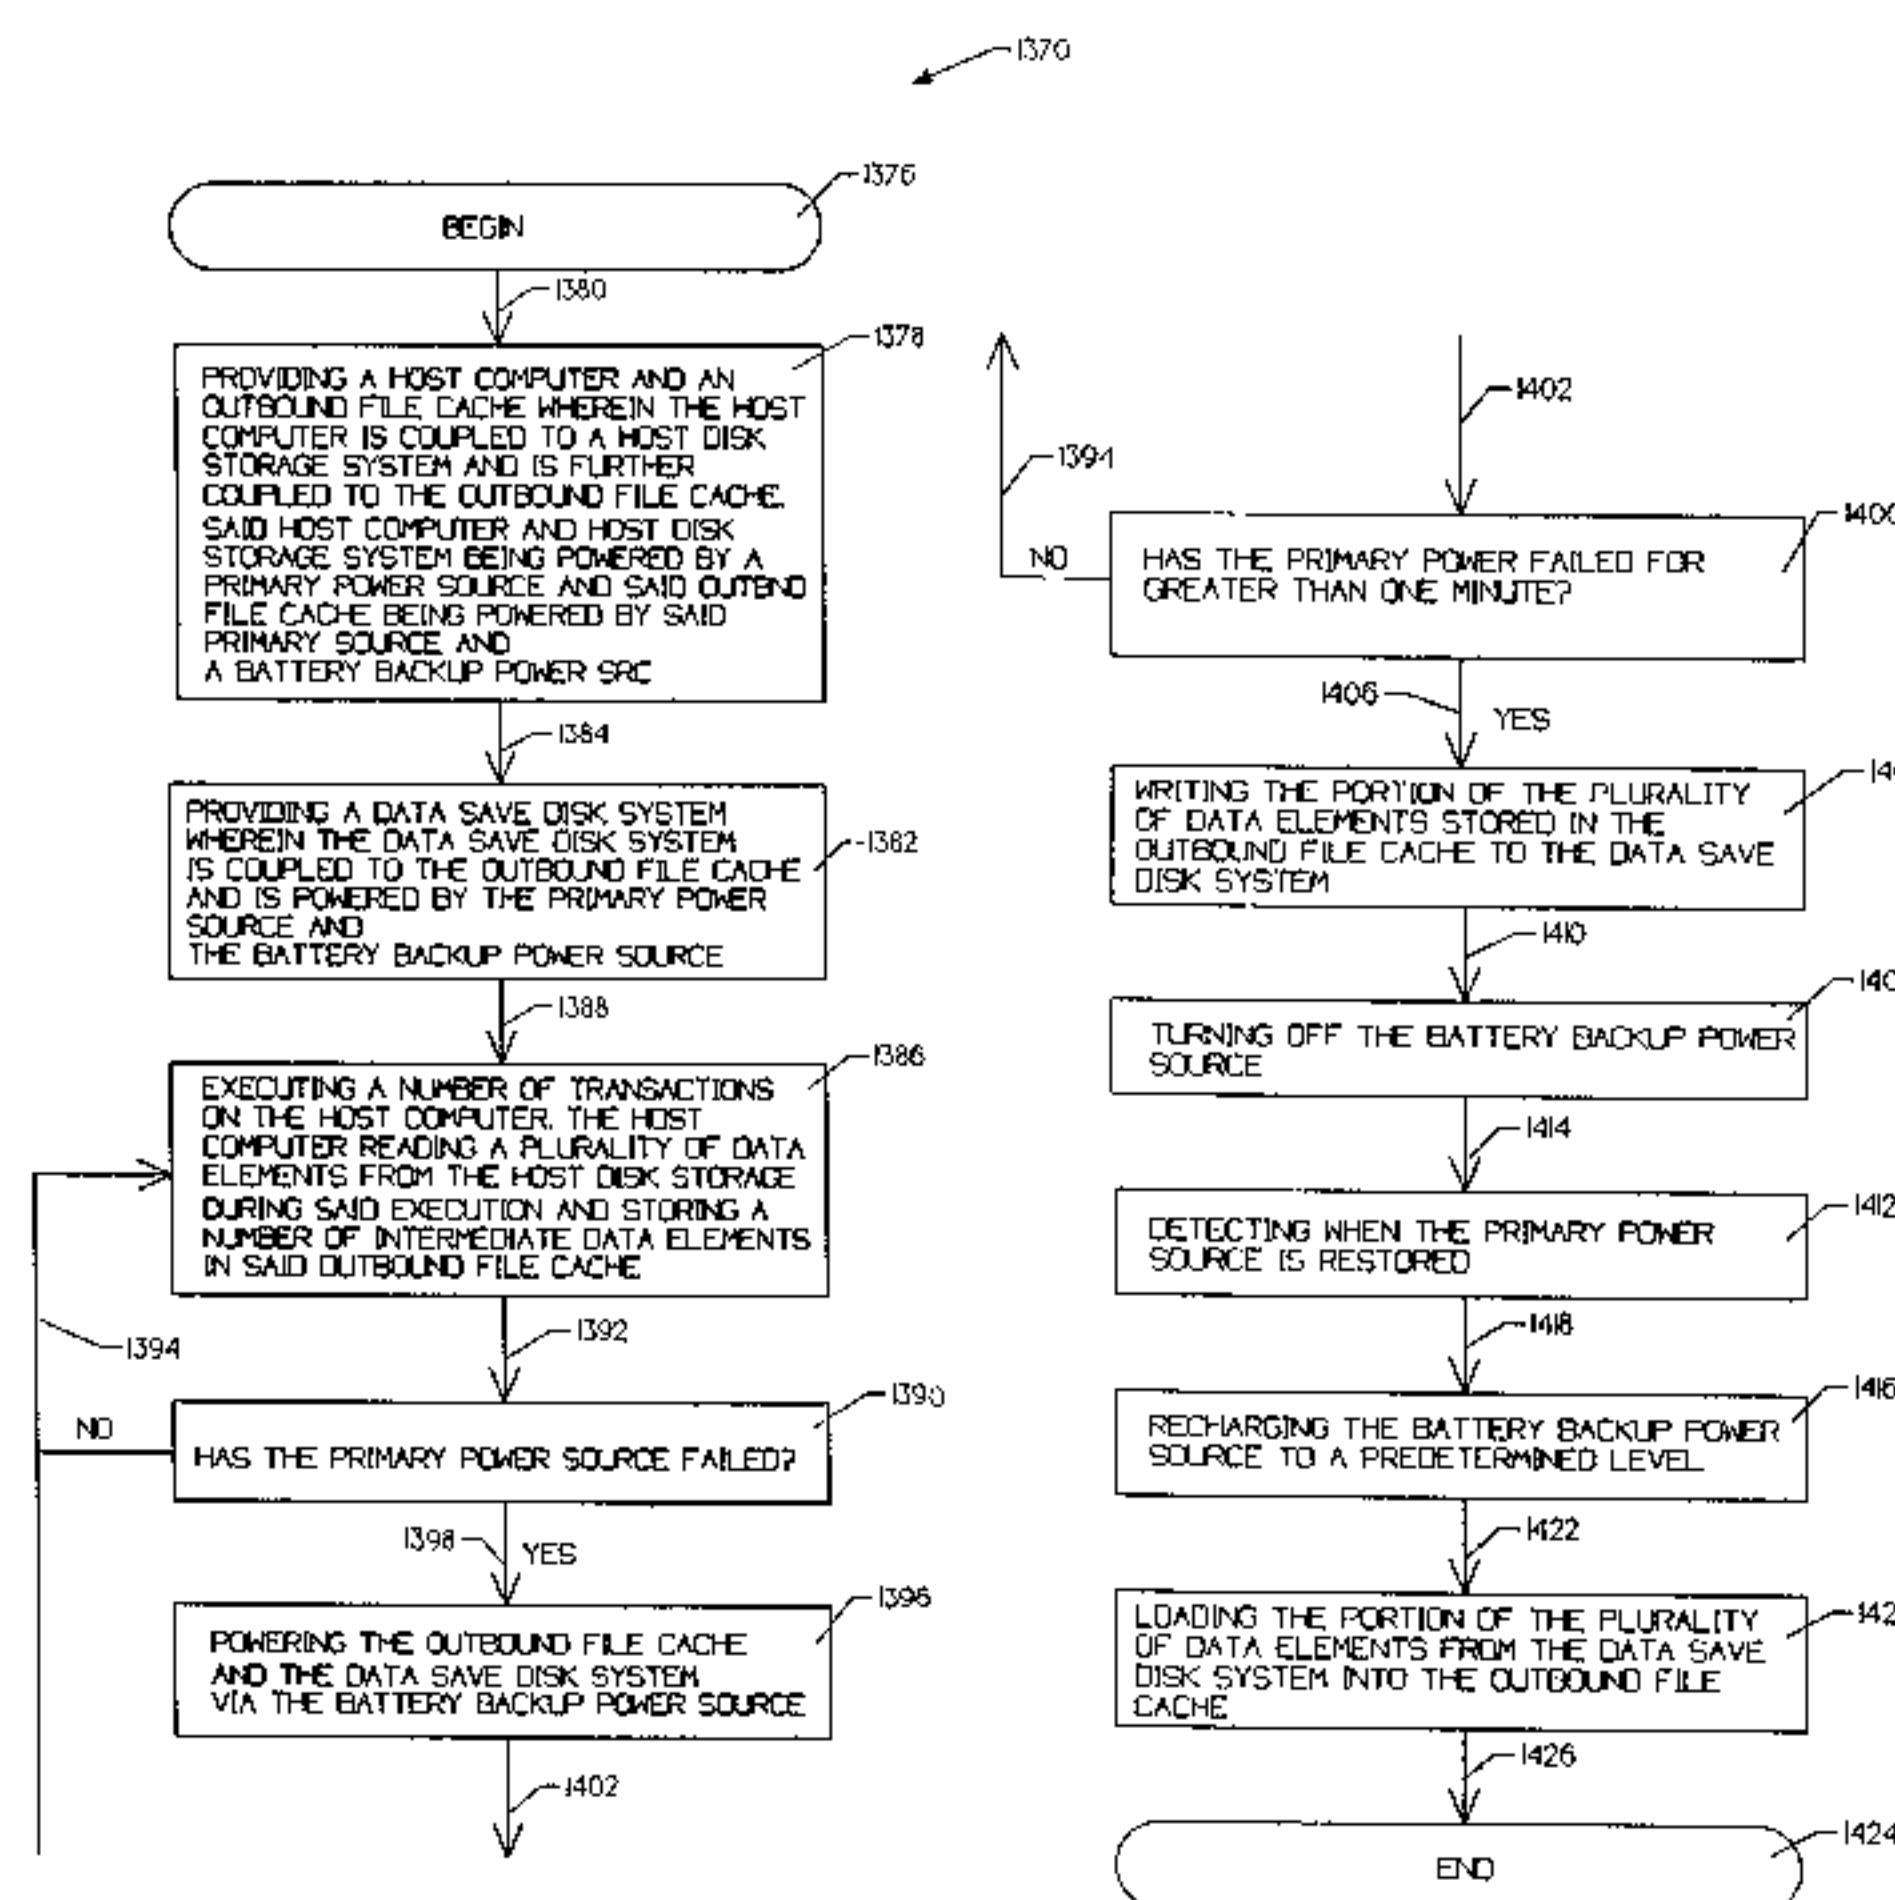 1370
1376
BEGIN
1380
1378
PROVIDING A HOST COMPUTER AND AN
OUTBOUND FILE CACHE WHEREIN THE HOST
COMPUTER IS COUPLED TO A HOST DISK
STORAGE SYSTEM AND IS FURTHER
COUPLED TO THE OUTBOUND FILE CACHE.
SAID HOST COMPUTER AND HOST DISK
STORAGE SYSTEM BEING POWERED BY A
PRIMARY POWER SOURCE AND SAID OUTBND
FILE CACHE BEING POWERED BY SAID
PRIMARY SOURCE AND
A BATTERY BACKUP POWER SRC
1384
PROVIDING A DATA SAVE DISK SYSTEM
WHEREIN THE DATA SAVE DISK SYSTEM
IS COUPLED TO THE OUTBOUND FILE CACHE
AND IS POWERED BY THE PRIMARY POWER
SOURCE AND
THE BATTERY BACKUP POWER SOURCE
1382
1388
1386
EXECUTING A NUMBER OF TRANSACTIONS
ON THE HOST COMPUTER. THE HOST
COMPUTER READING A PLURALITY OF DATA
ELEMENTS FROM THE HOST DISK STORAGE
DURING SAID EXECUTION AND STORING A
NUMBER OF INTERMEDIATE DATA ELEMENTS
IN SAID OUTBOUND FILE CACHE
1392
1394
1390
NO
HAS THE PRIMARY POWER SOURCE FAILED?
1398
YES
1396
POWERING THE OUTBOUND FILE CACHE
AND THE DATA SAVE DISK SYSTEM
VIA THE BATTERY BACKUP POWER SOURCE
1402
1402
1394
1400
NO
HAS THE PRIMARY POWER FAILED FOR
GREATER THAN ONE MINUTE?
1406
YES
WRITING THE PORTION OF THE PLURALITY
OF DATA ELEMENTS STORED IN THE
OUTBOUND FILE CACHE TO THE DATA SAVE
DISK SYSTEM
1410
140
TURNING OFF THE BATTERY BACKUP POWER
SOURCE
1414
1412
DETECTING WHEN THE PRIMARY POWER
SOURCE IS RESTORED
1418
1416
RECHARGING THE BATTERY BACKUP POWER
SOURCE TO A PREDETERMINED LEVEL
1422
142
LOADING THE PORTION OF THE PLURALITY
OF DATA ELEMENTS FROM THE DATA SAVE
DISK SYSTEM INTO THE OUTBOUND FILE
CACHE
1426
1424
END